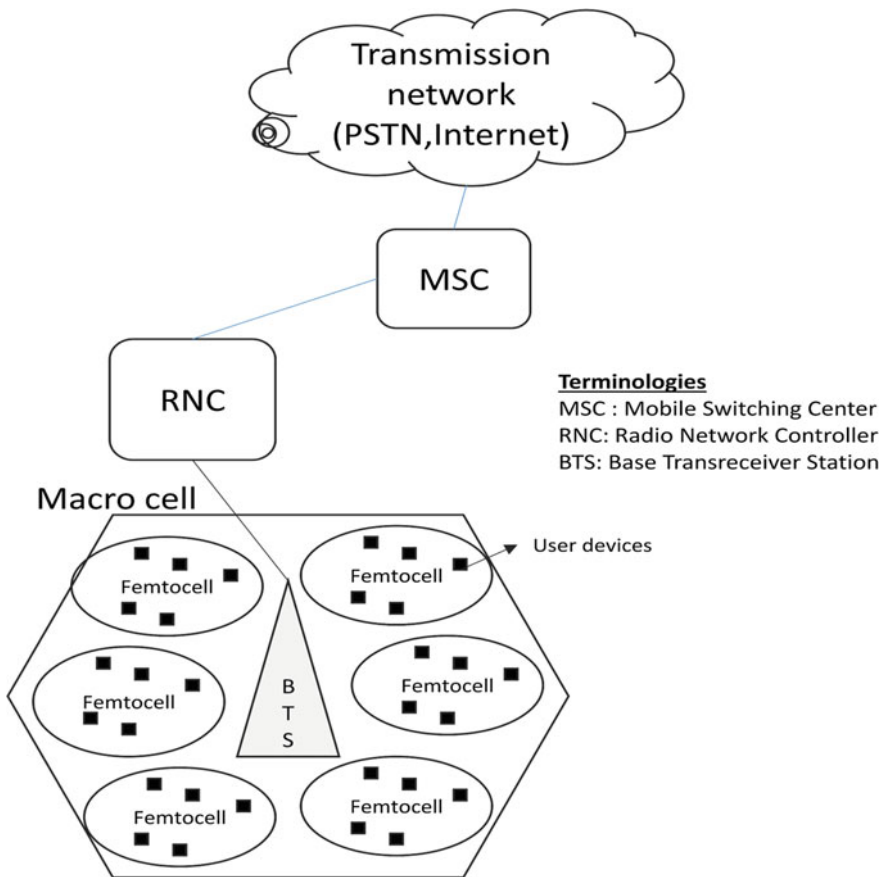 Transmission
network
(PSTN,Internet)
MSC
RNC
Terminologies
MSC : Mobile Switching Center
RNC: Radio Network Controller
BTS: Base Transreceiver Station
Macro cell
User devices
Femtocell
Femtocell
Femtocell
Femtocell
B
T
S
Femtocell
Femtocell